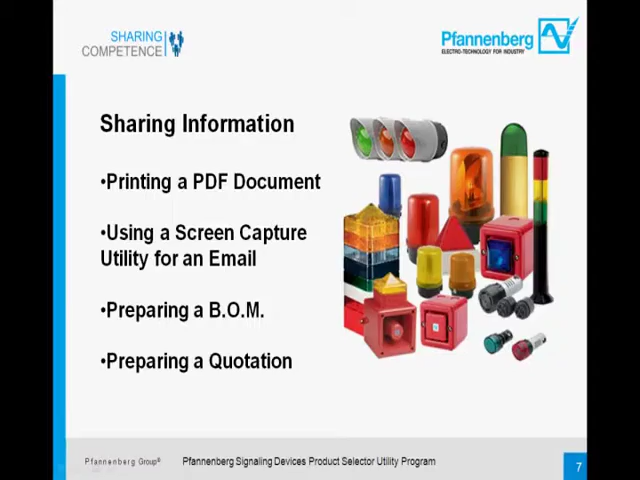 SHARING
COMPETENCE
Pfannenberg
ELECTRO-TECHNOLOGY FOR INDUSTRY
Sharing Information
•Printing a PDF Document
•Using a Screen Capture
Utility for an Email
•Preparing a B.O.M.
•Preparing a Quotation
Pfannenberg Group® Pfannenberg Signaling Devices Product Selector Utility Program 7